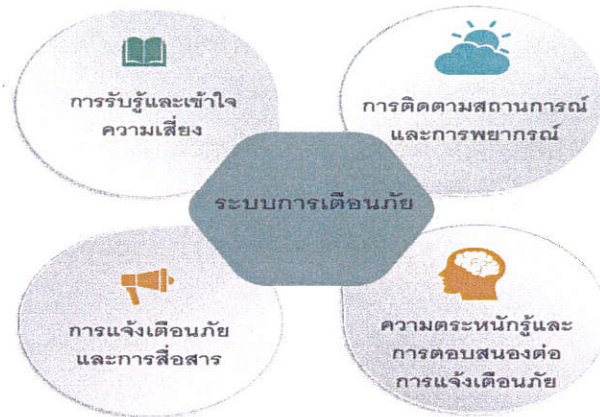 การรับรู้และเข้าใจ
ความเสี่ยง
การติดตามสถานการณ์
และการพยากรณ์
ระบบการเตือนภัย
การแจ้งเตือนภัย
และการสื่อสาร
ความตระหนักรู้และ
การตอบสนองต่อ
การแจ้งเตือนภัย